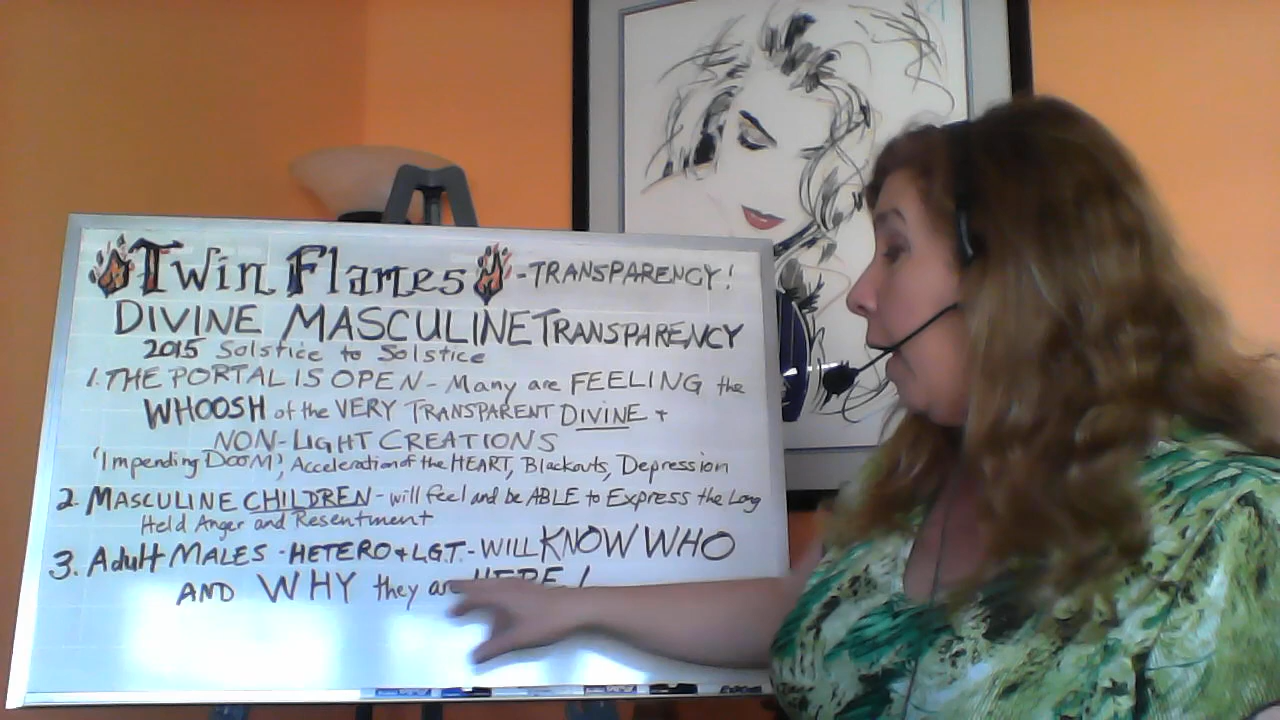 Twin Flames - TRANSPARENCY!
DIVINE MASCULINE TRANSPARENCY
2015 Solstice to Solstice
1. THE PORTAL IS OPEN - Many are FEELING the
WHOOSH of the VERY TRANSPARENT DIVINE +
NON-LIGHT CREATIONS
'Impending DOOM', Acceleration of the HEART, Blackouts, Depression
2. MASCULINE CHILDREN - will feel and be ABLE to Express the Long
Held Anger and Resentment
3. Adult MALES - HETERO + L.G.T. - WILL KNOW WHO
AND WHY they are HERE!